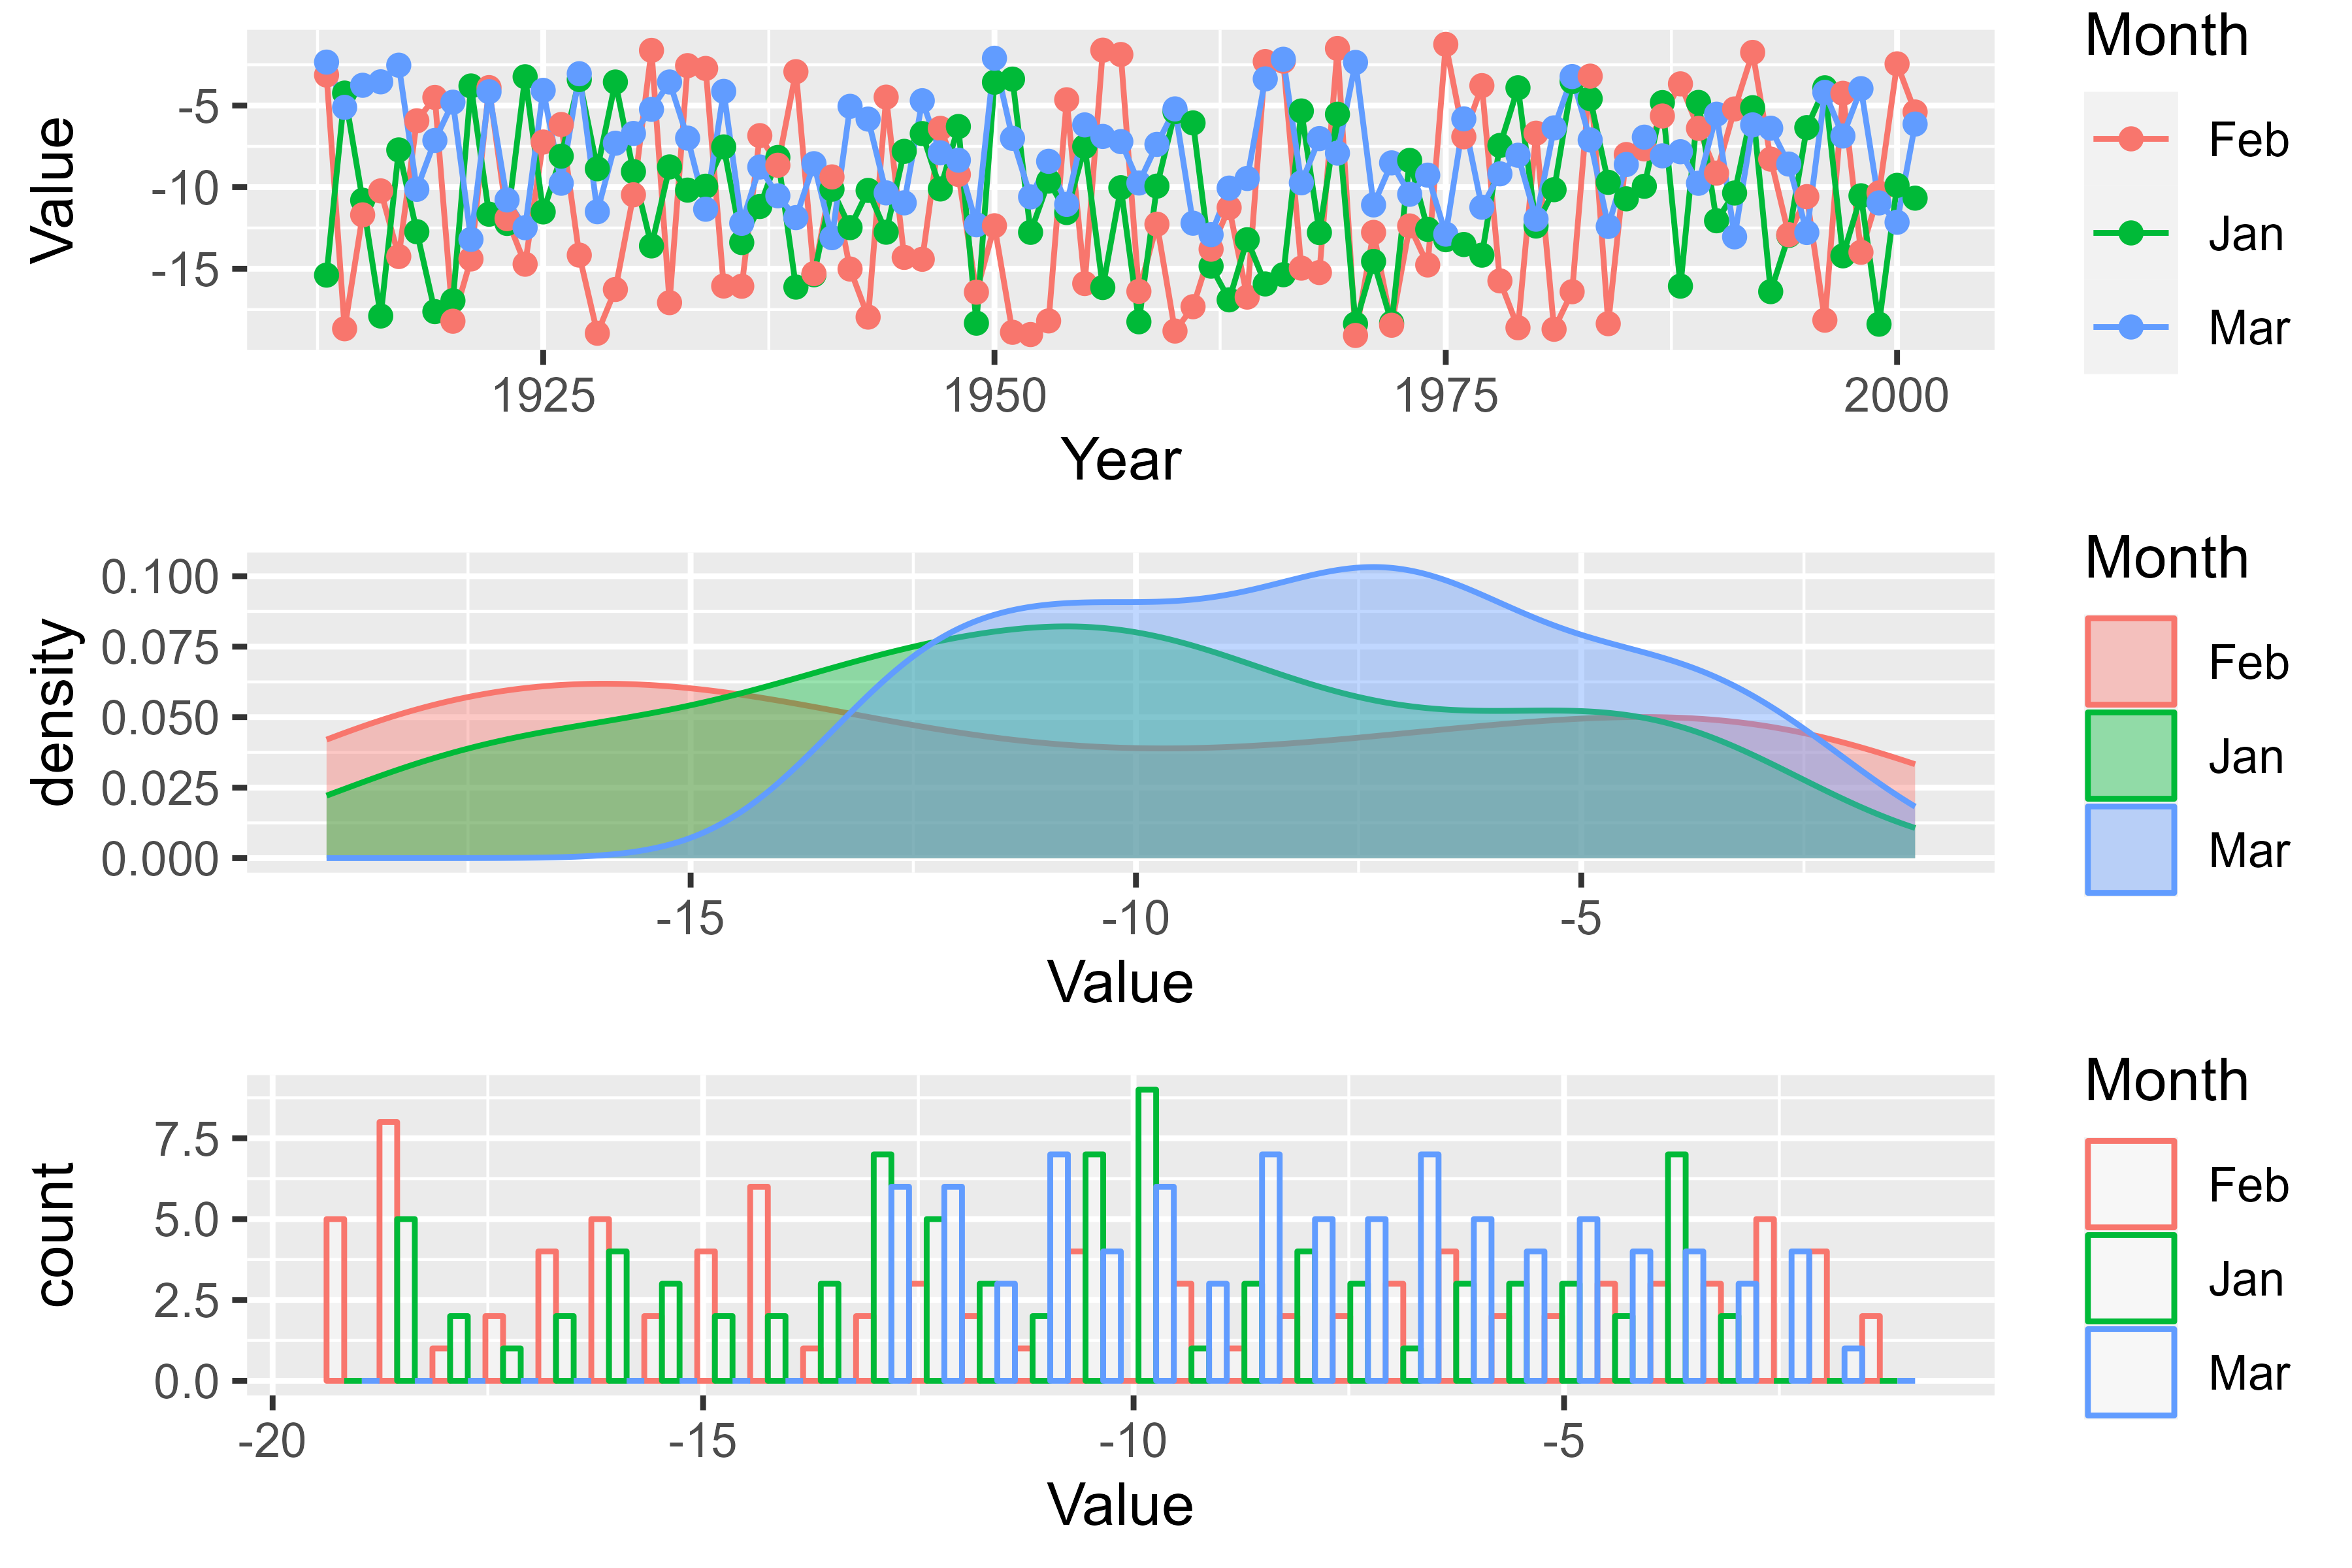 Month
Value
-5
-10
-15
Feb
Jan
Mar
1925 1950 1975 2000
Year
Month
density
0.100
0.075
0.050
0.025
0.000
Feb
Jan
Mar
-15 -10 -5
Value
Month
count
7.5
5.0
2.5
0.0
Feb
Jan
Mar
-20 -15 -10 -5
Value